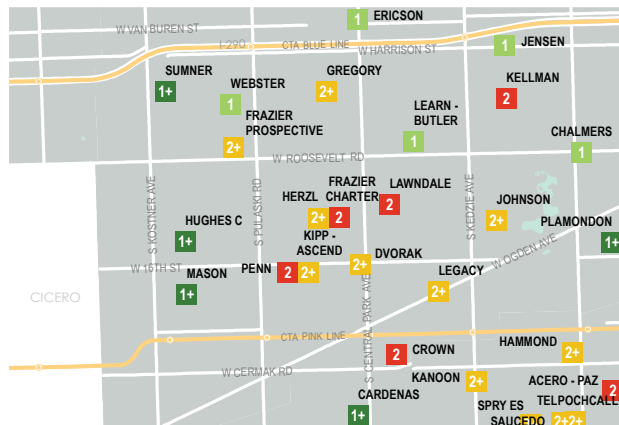 ERICSON
W VAN BUREN ST
I-290
CTA BLUE LINE
W HARRISON ST
JENSEN
1
1
SUMNER
1+
WEBSTER
1
GREGORY
2+
KELLMAN
2
FRAZIER
PROSPECTIVE
2+
LEARN -
BUTLER
1
CHALMERS
1
W ROOSEVELT RD
S KOSTNER AVE
S PULASKI RD
S KEDZIE AVE
HERZL
2+
FRAZIER
CHARTER
2
LAWNDALE
2
JOHNSON
2+
HUGHES C
1+
PLAMONDON
1+
KIPP -
ASCEND
2+
PENN
2
DVORAK
2+
W OGDEN AVE
W 16TH ST
MASON
1+
LEGACY
2+
CICERO
S CENTRAL PARK AVE
CTA PINK LINE
CROWN
2
HAMMOND
2+
W CERMAK RD
KANOON
2+
ACERO - PAZ
2
CARDENAS
1+
SPRY ES
TELPOCHCALL
SAUCEDO
2+
2+